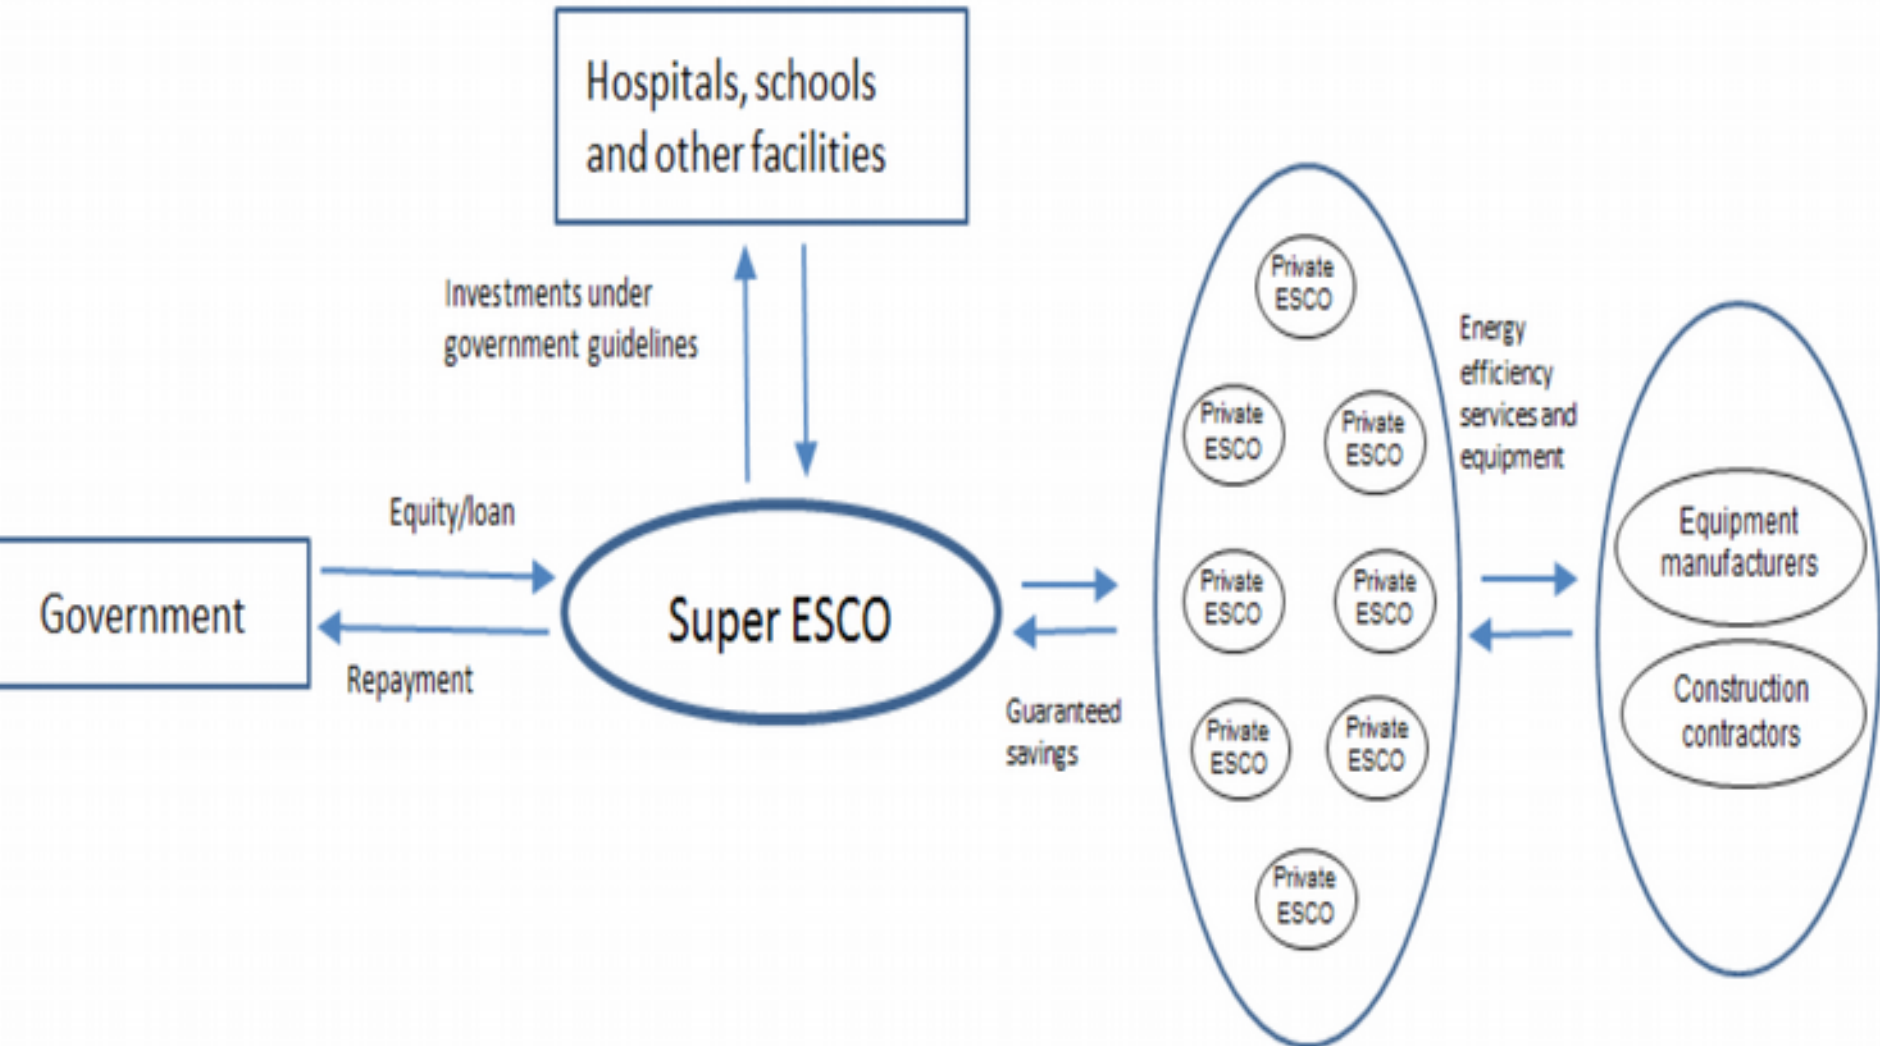 Hospitals, schools
and other facilities
Investments under
government guidelines
Equity/loan
Government
Repayment
Super ESCO
Guaranteed
savings
Private
ESCO
Private
ESCO
Private
ESCO
Private
ESCO
Private
ESCO
Private
ESCO
Private
ESCO
Private
ESCO
Energy
efficiency
services and
equipment
Equipment
manufacturers
Construction
contractors